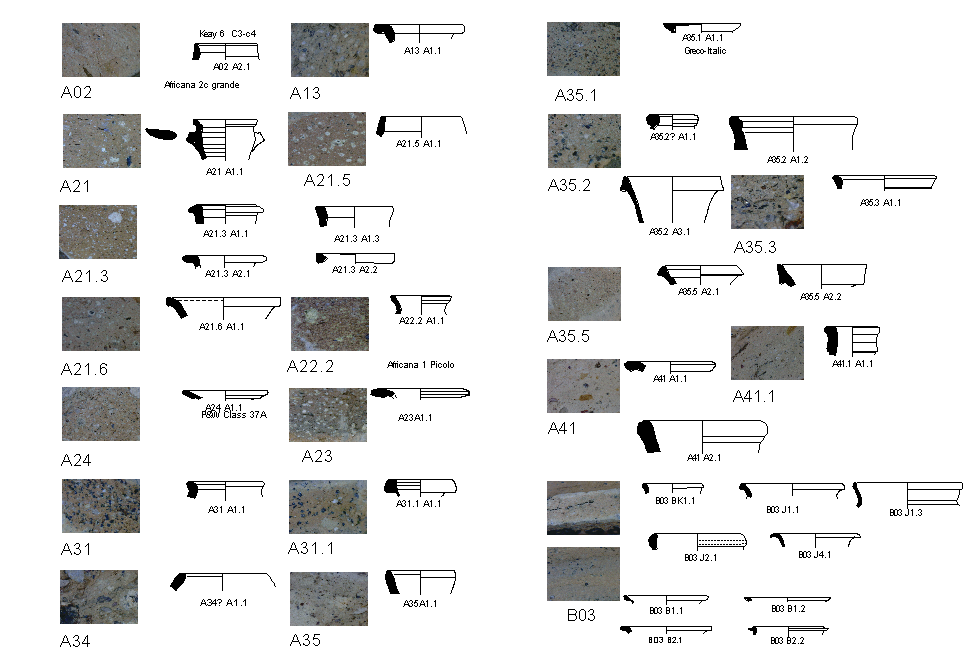 Keay 6 C3-c4
A02 A2.1
A02
Africana 2c grande
A13 A1.1
A13
A21 A1.1
A21
A21.5 A1.1
A21.5
A21.3 A1.1
A21.3 A1.3
A21.3 A2.1
A21.3 A2.2
A21.3
A21.6 A1.1
A21.6
A22.2 A1.1
A22.2
Africana 1 Picolo
A24 A1.1
P&W Class 37A
A24
A23A1.1
A23
A31 A1.1
A31
A31.1 A1.1
A31.1
A34? A1.1
A34
A35A1.1
A35
A35.1 A1.1
Greco-Italic
A35.1
A35.2? A1.1
A35.2 A1.2
A35.2
A35.2 A3.1
A35.3 A1.1
A35.3
A35.5 A2.1
A35.5 A2.2
A35.5
A41.1 A1.1
A41.1
A41 A1.1
A41
A41 A2.1
B03 BK1.1
B03 J1.1
B03 J1.3
B03 J2.1
B03 J4.1
B03
B03 B1.1
B03 B1.2
B03 B2.1
B03 B2.2